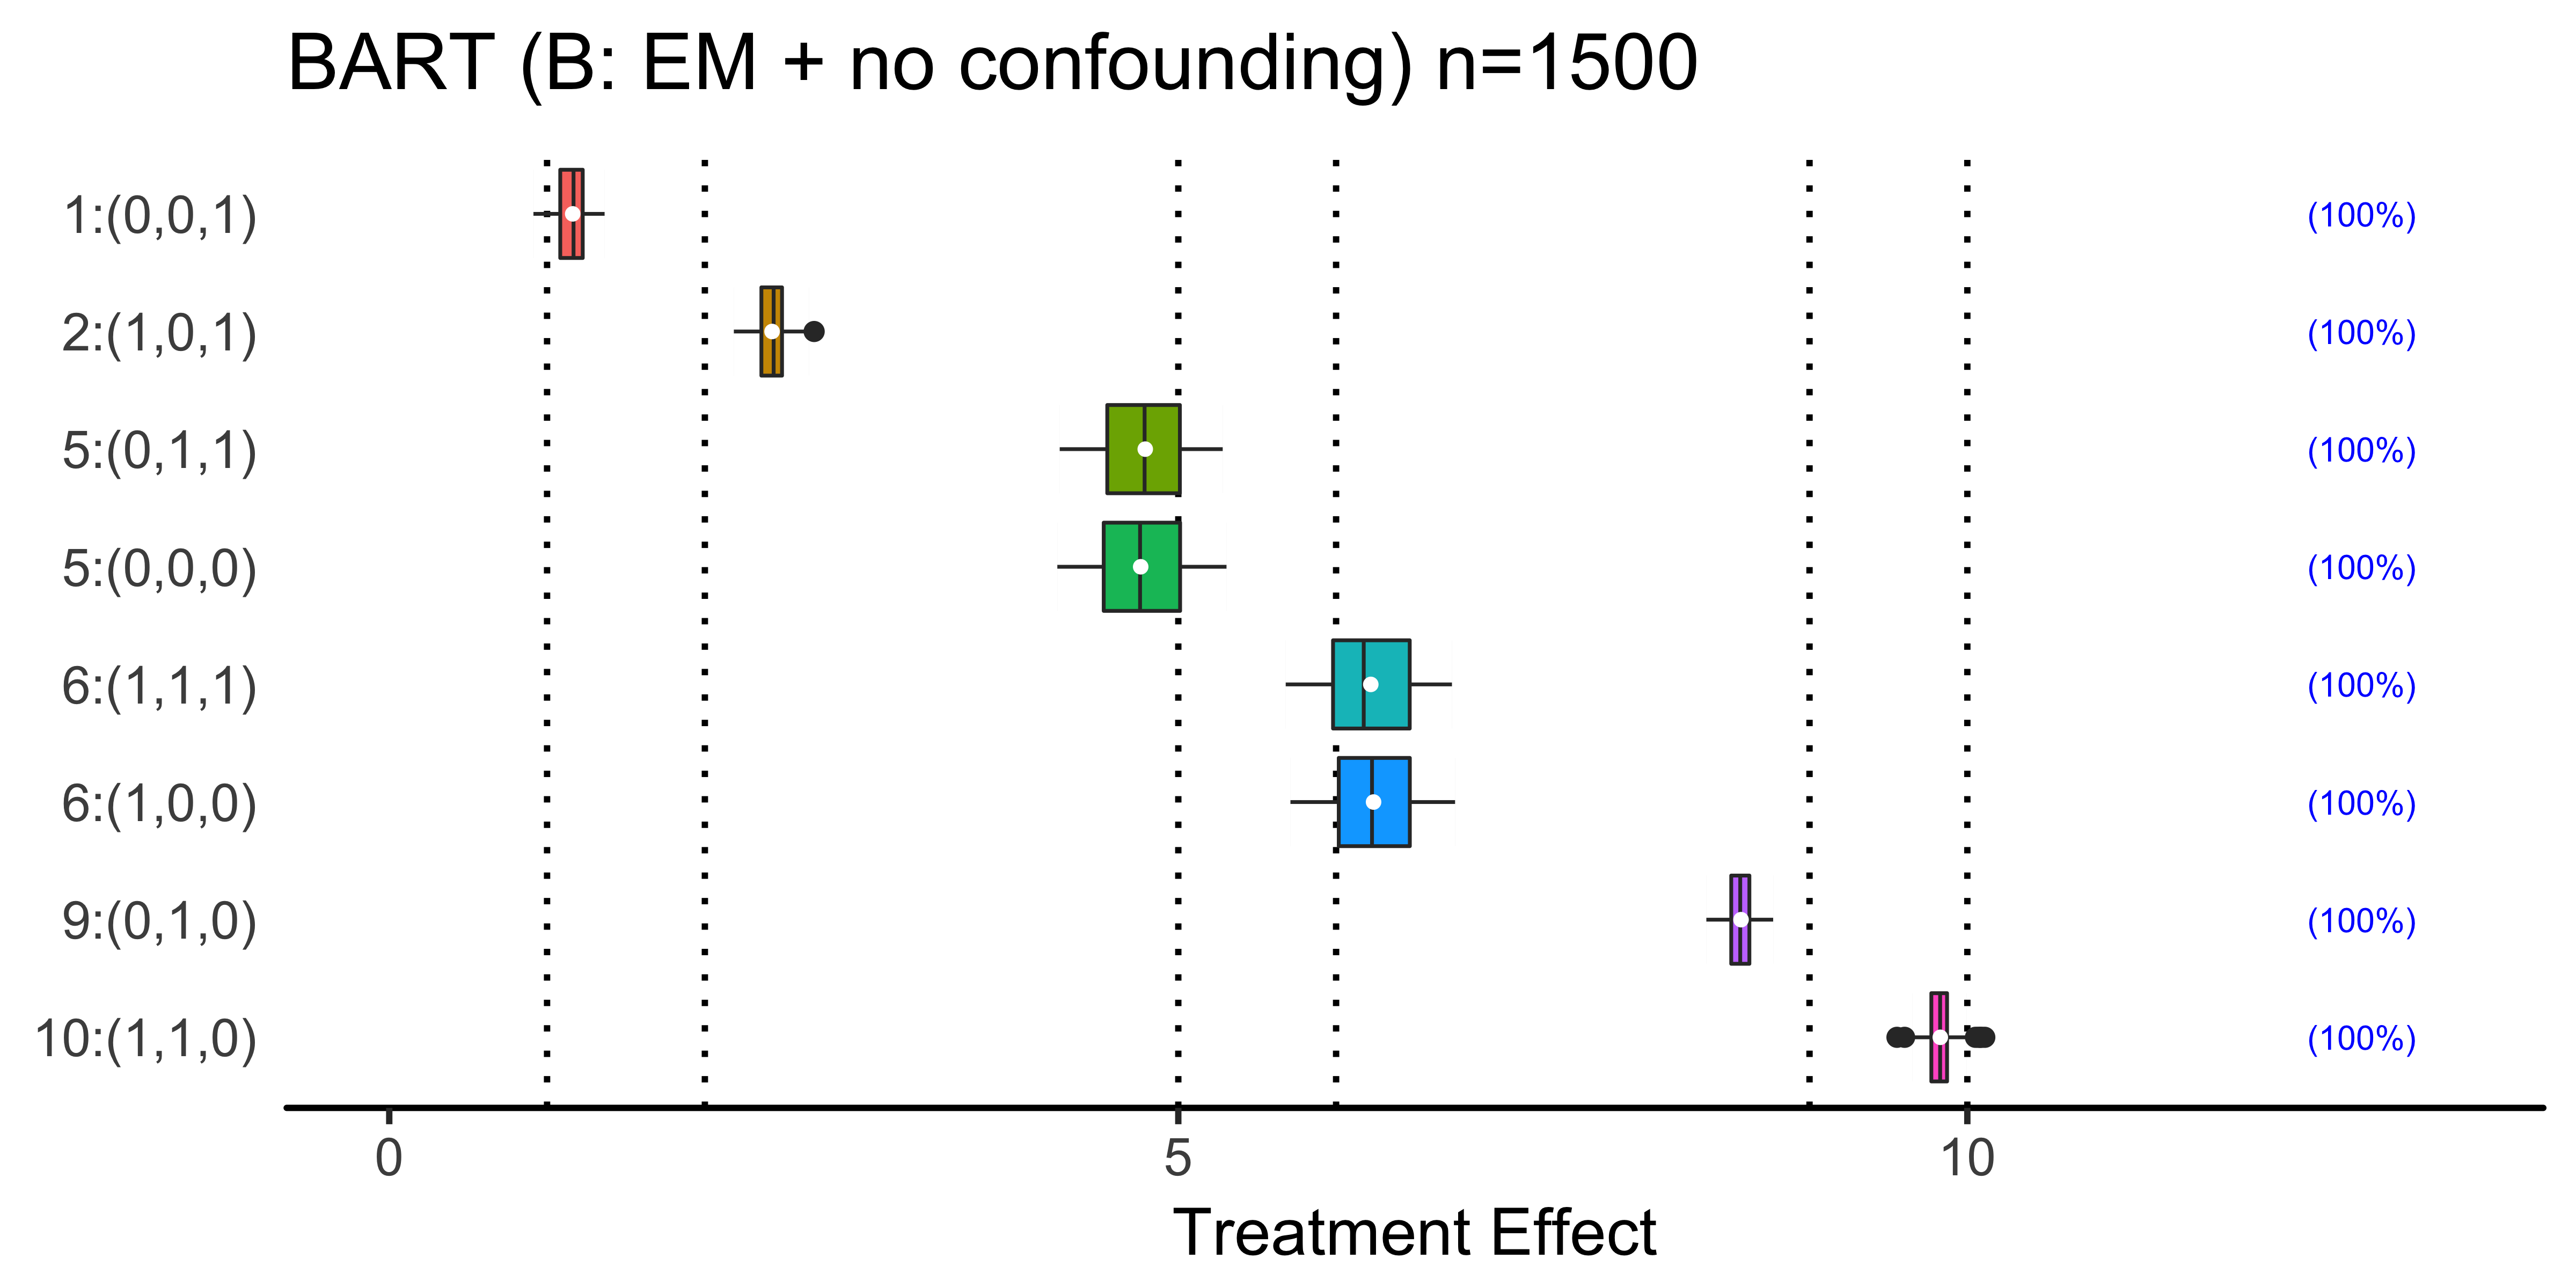 BART (B: EM + no confounding) n=1500
1:(0,0,1) (100%)
2:(1,0,1) (100%)
5:(0,1,1) (100%)
5:(0,0,0) (100%)
6:(1,1,1) (100%)
6:(1,0,0) (100%)
9:(0,1,0) (100%)
10:(1,1,0) (100%)
0 5 10
Treatment Effect